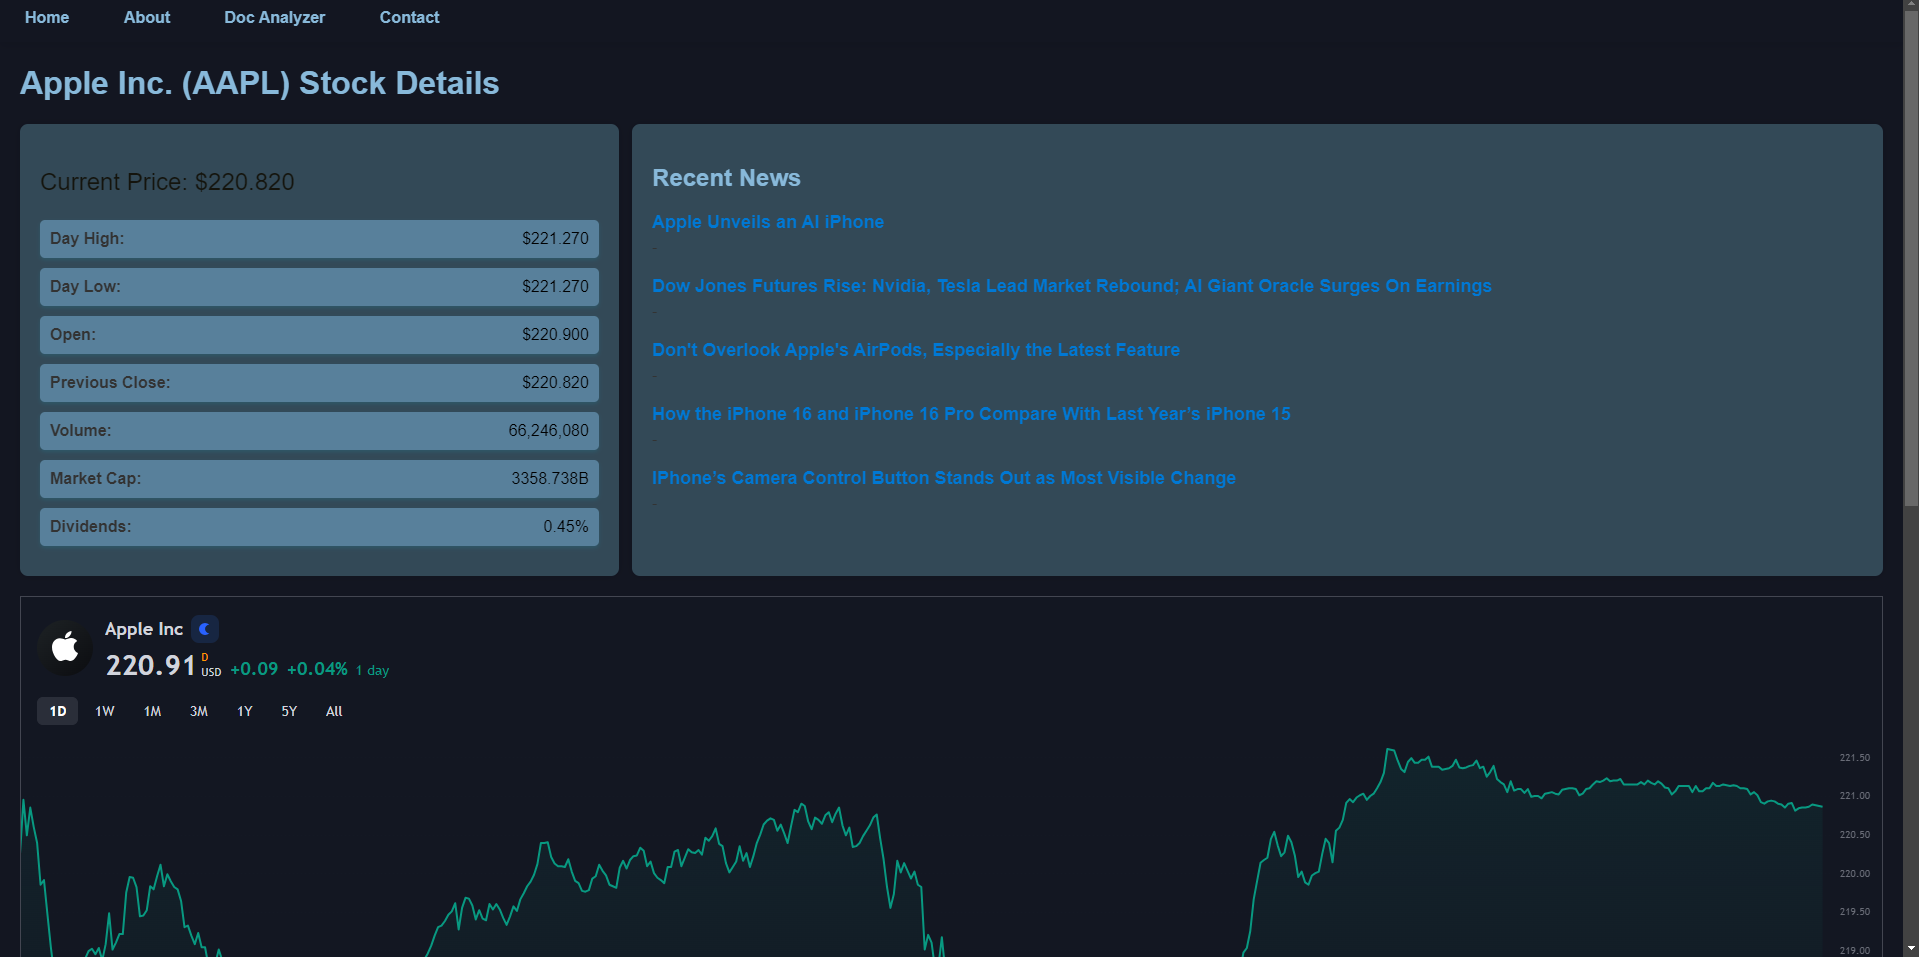 Home About Doc Analyzer Contact
Apple Inc. (AAPL) Stock Details
Current Price: $220.820
Day High: $221.270
Day Low: $221.270
Open: $220.900
Previous Close: $220.820
Volume: 66,246,080
Market Cap: 3358.738B
Dividends: 0.45%
Recent News
Apple Unveils an AI iPhone
-
Dow Jones Futures Rise: Nvidia, Tesla Lead Market Rebound; AI Giant Oracle Surges On Earnings
-
Don't Overlook Apple's AirPods, Especially the Latest Feature
-
How the iPhone 16 and iPhone 16 Pro Compare With Last Year's iPhone 15
-
IPhone's Camera Control Button Stands Out as Most Visible Change
-
Apple Inc
220.91 D USD +0.09 +0.04% 1 day
1D 1W 1M 3M 1Y 5Y All
221.50
221.00
220.50
220.00
219.50
219.00